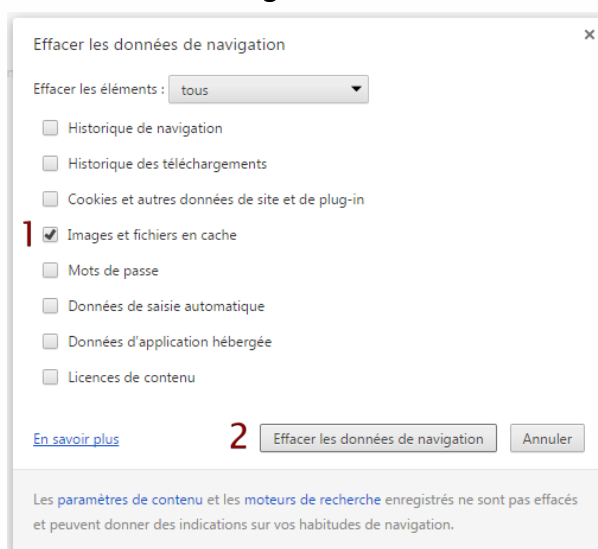 Effacer les données de navigation
×
Effacer les éléments : tous
Historique de navigation
Historique des téléchargements
Cookies et autres données de site et de plug-in
1 Images et fichiers en cache
Mots de passe
Données de saisie automatique
Données d'application hébergée
Licences de contenu
En savoir plus 2 Effacer les données de navigation Annuler
Les paramètres de contenu et les moteurs de recherche enregistrés ne sont pas effacés
et peuvent donner des indications sur vos habitudes de navigation.